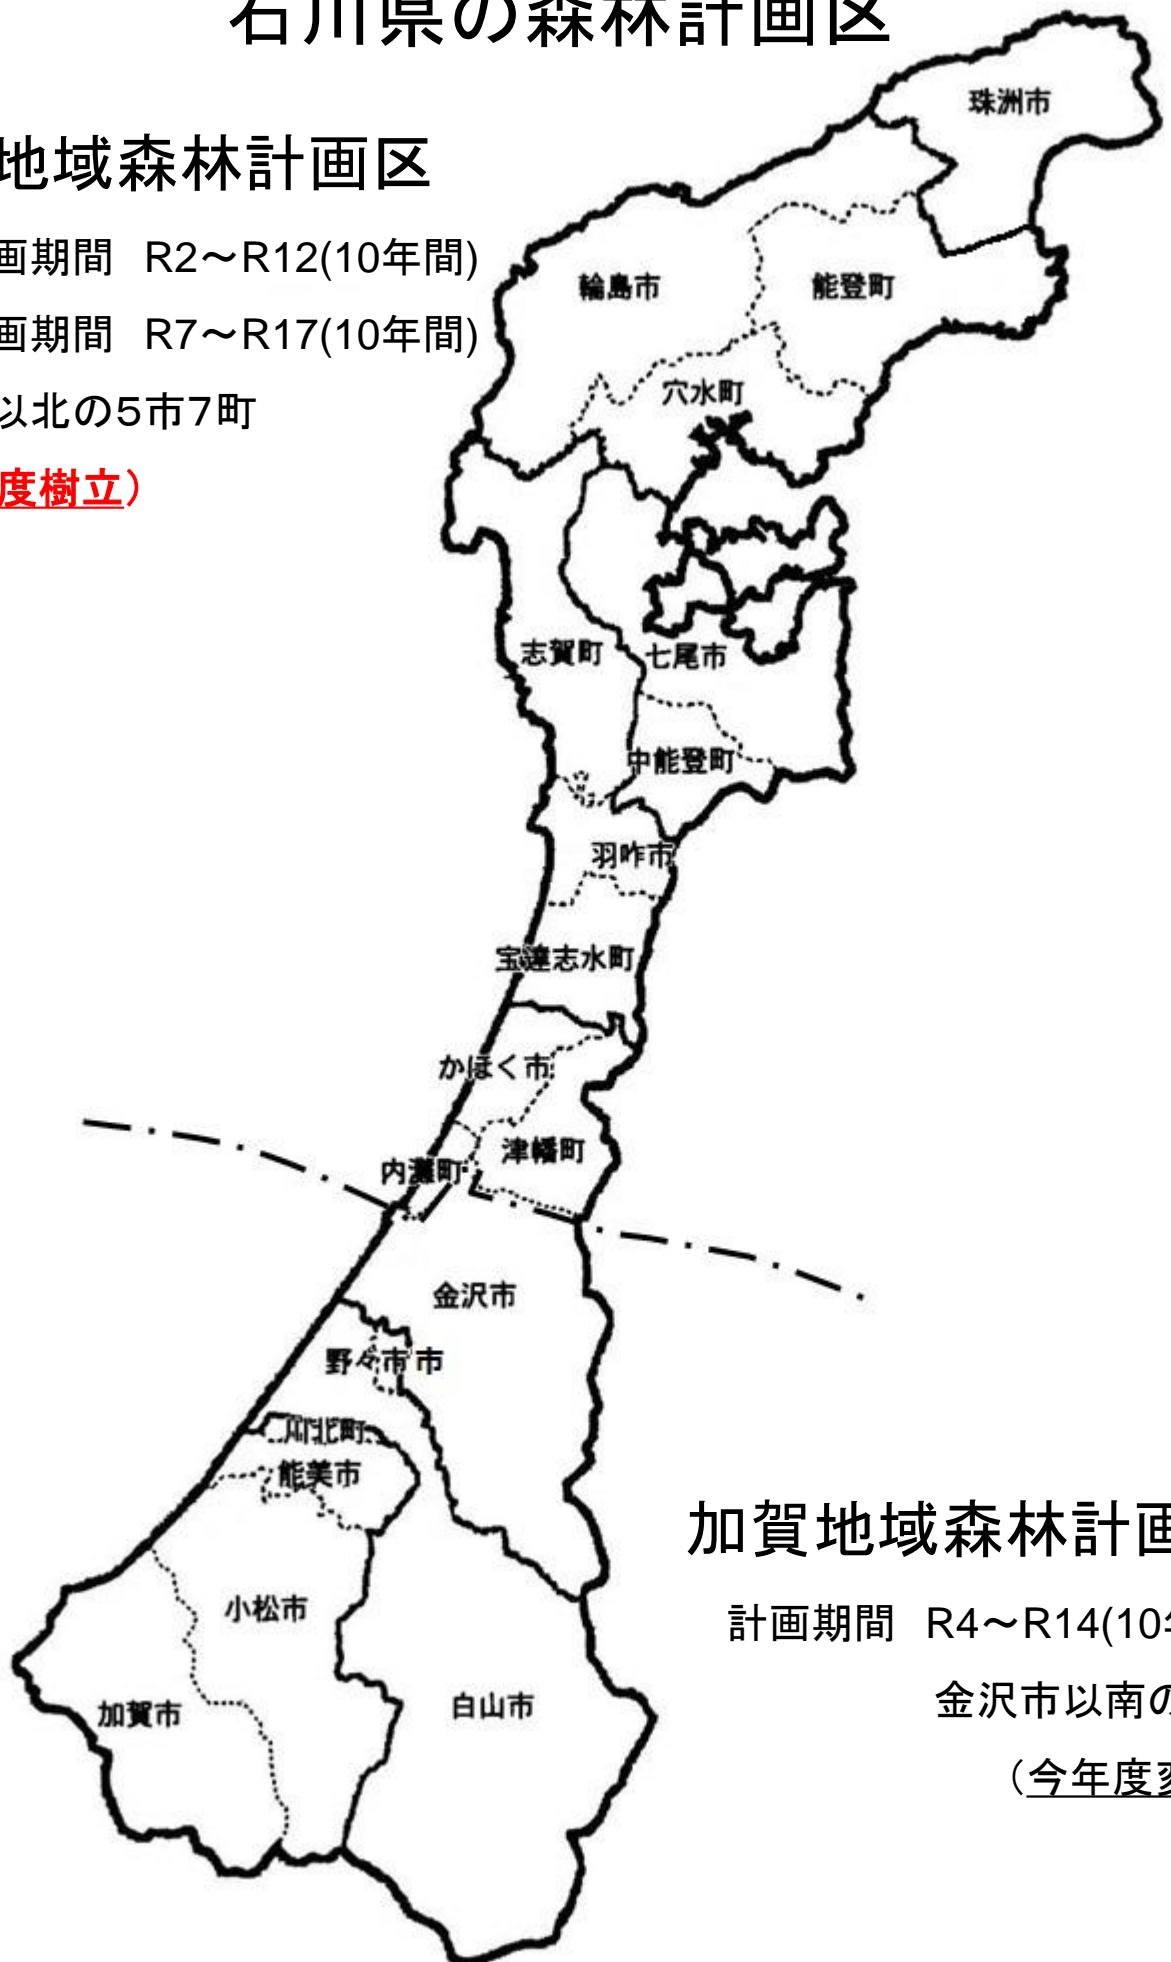 石川県の森林計画区
地域森林計画区
画期間 R2～R12(10年間)
画期間 R7～R17(10年間)
以北の5市7町
度樹立）
珠洲市
輪島市
能登町
穴水町
志賀町
七尾市
中能登町
羽咋市
宝達志水町
かほく市
津幡町
内灘町
金沢市
野々市市
川北町
能美市
小松市
加賀市
白山市
加賀地域森林計画
計画期間 R4～R14(10年
金沢市以南の
（今年度変